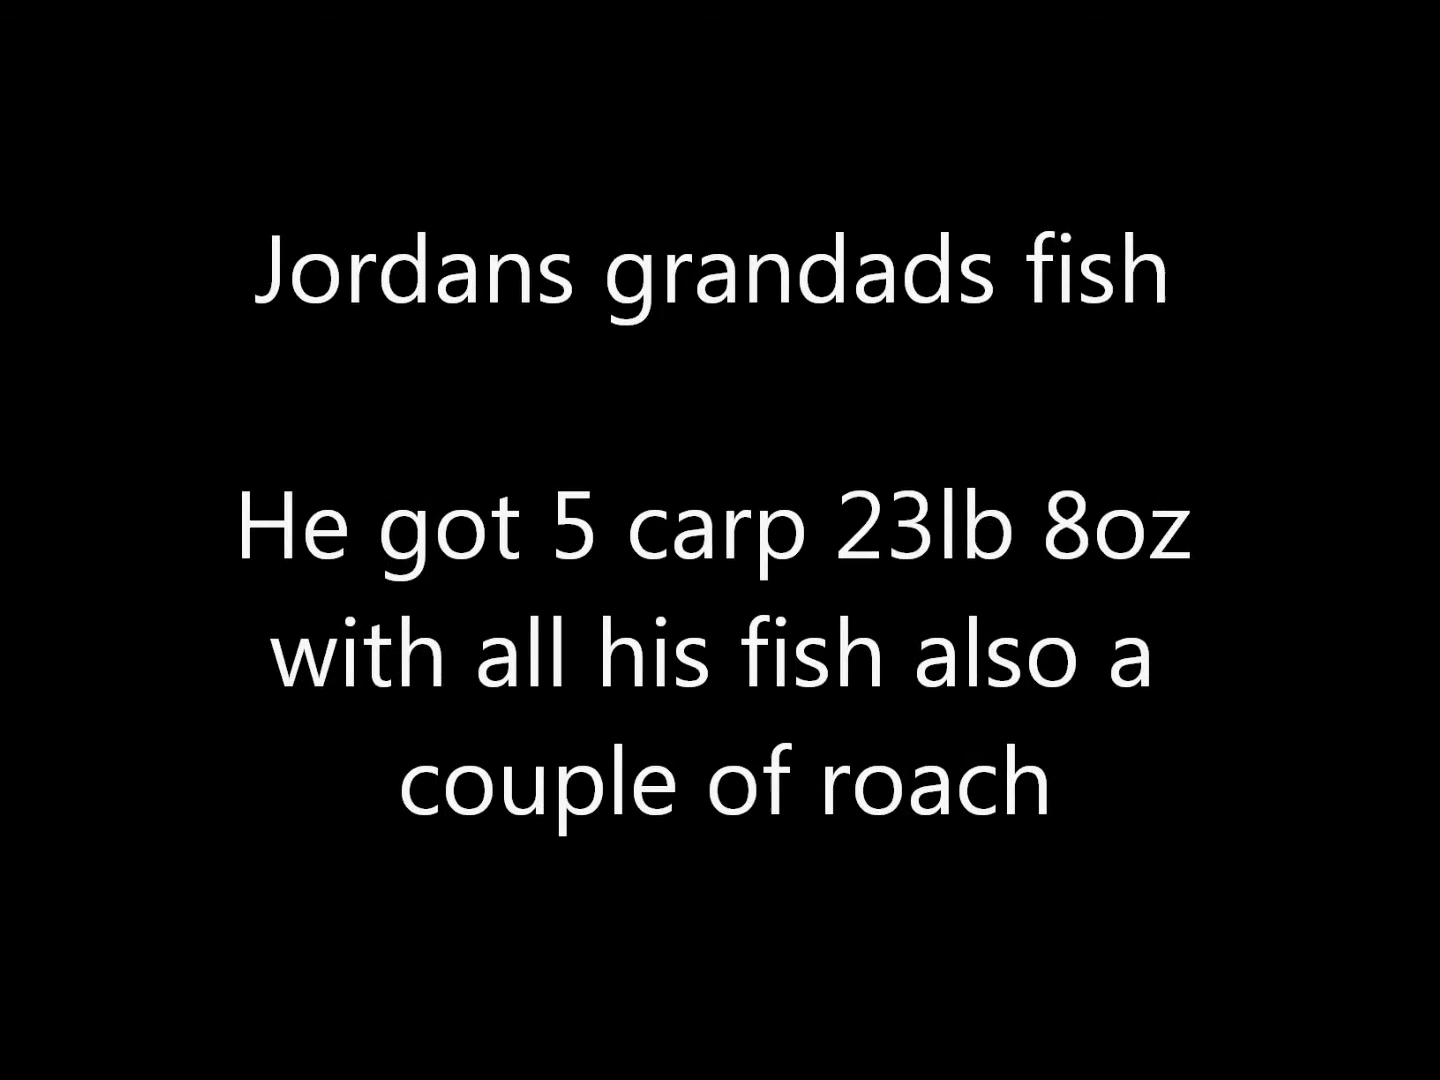 Jordans grandads fish
He got 5 carp 23lb 8oz
with all his fish also a
couple of roach